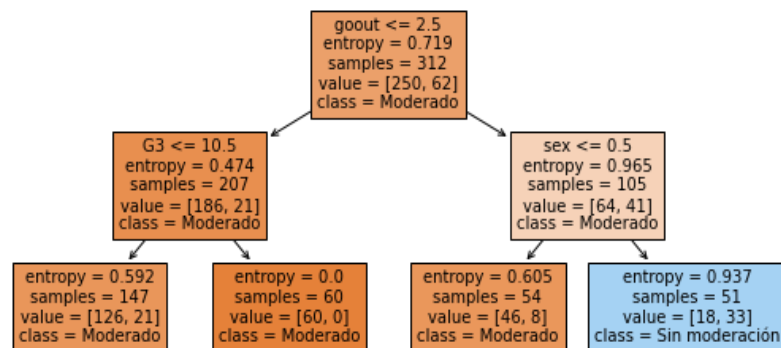 goout <= 2.5
entropy = 0.719
samples = 312
value = [250, 62]
class = Moderado
G3 <= 10.5
entropy = 0.474
samples = 207
value = [186, 21]
class = Moderado
sex <= 0.5
entropy = 0.965
samples = 105
value = [64, 41]
class = Moderado
entropy = 0.592
samples = 147
value = [126, 21]
class = Moderado
entropy = 0.0
samples = 60
value = [60, 0]
class = Moderado
entropy = 0.605
samples = 54
value = [46, 8]
class = Moderado
entropy = 0.937
samples = 51
value = [18, 33]
class = Sin moderación